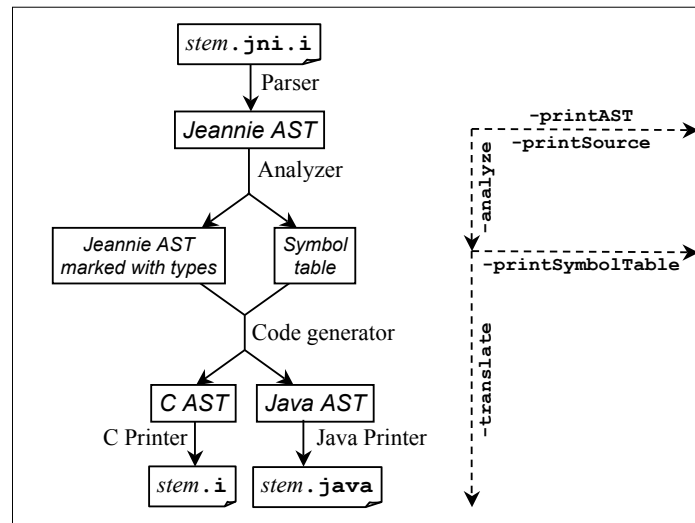 stem.jni.i
Parser
Jeannie AST
Analyzer
Jeannie AST
marked with types
Symbol
table
Code generator
C AST
Java AST
C Printer
Java Printer
stem.i
stem.java
-printAST
-printSource
-analyze
-printSymbolTable
-translate